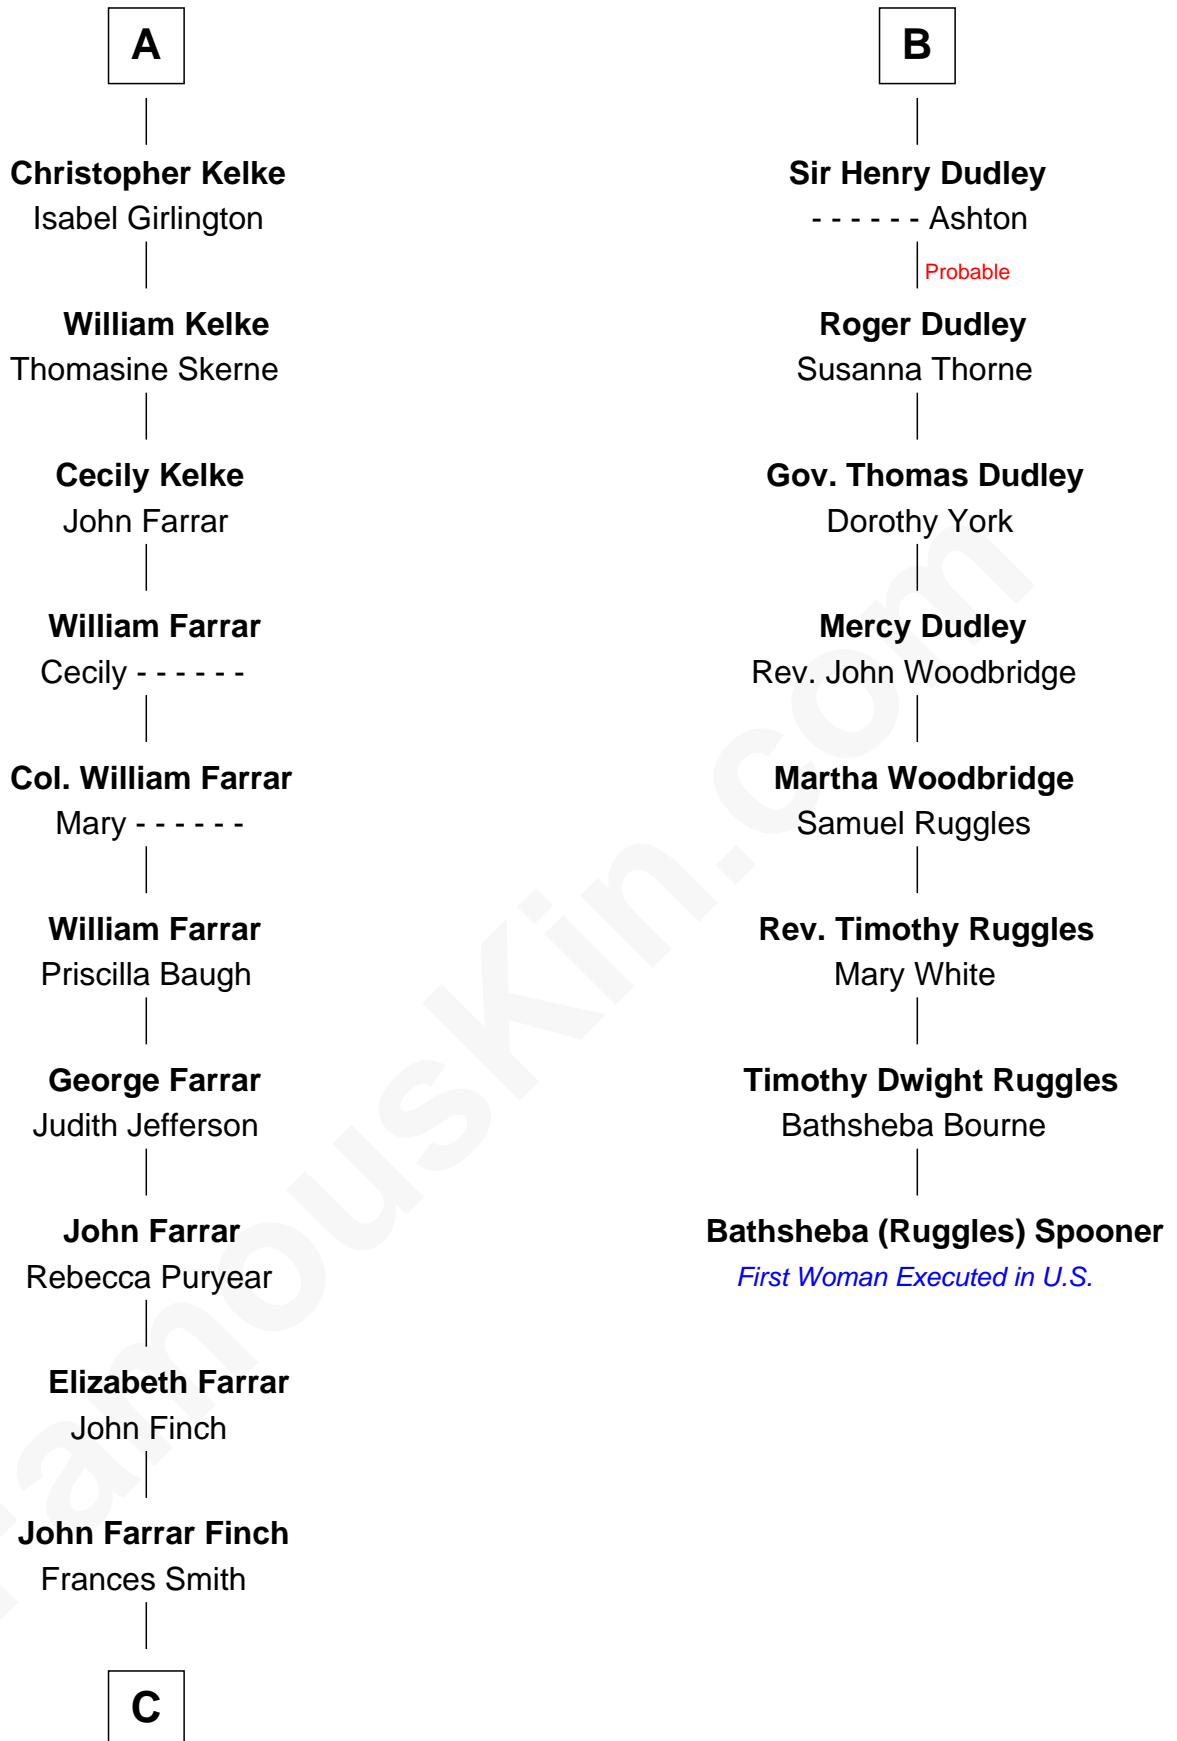 A
Christopher Kelke
Isabel Girlington
William Kelke
Thomasine Skerne
Cecily Kelke
John Farrar
William Farrar
Cecily - - - - - -
Col. William Farrar
Mary - - - - - -
William Farrar
Priscilla Baugh
George Farrar
Judith Jefferson
John Farrar
Rebecca Puryear
Elizabeth Farrar
John Finch
John Farrar Finch
Frances Smith
C
B
Sir Henry Dudley
- - - - - - Ashton
Probable
Roger Dudley
Susanna Thorne
Gov. Thomas Dudley
Dorothy York
Mercy Dudley
Rev. John Woodbridge
Martha Woodbridge
Samuel Ruggles
Rev. Timothy Ruggles
Mary White
Timothy Dwight Ruggles
Bathsheba Bourne
Bathsheba (Ruggles) Spooner
First Woman Executed in U.S.
FamousKin.com